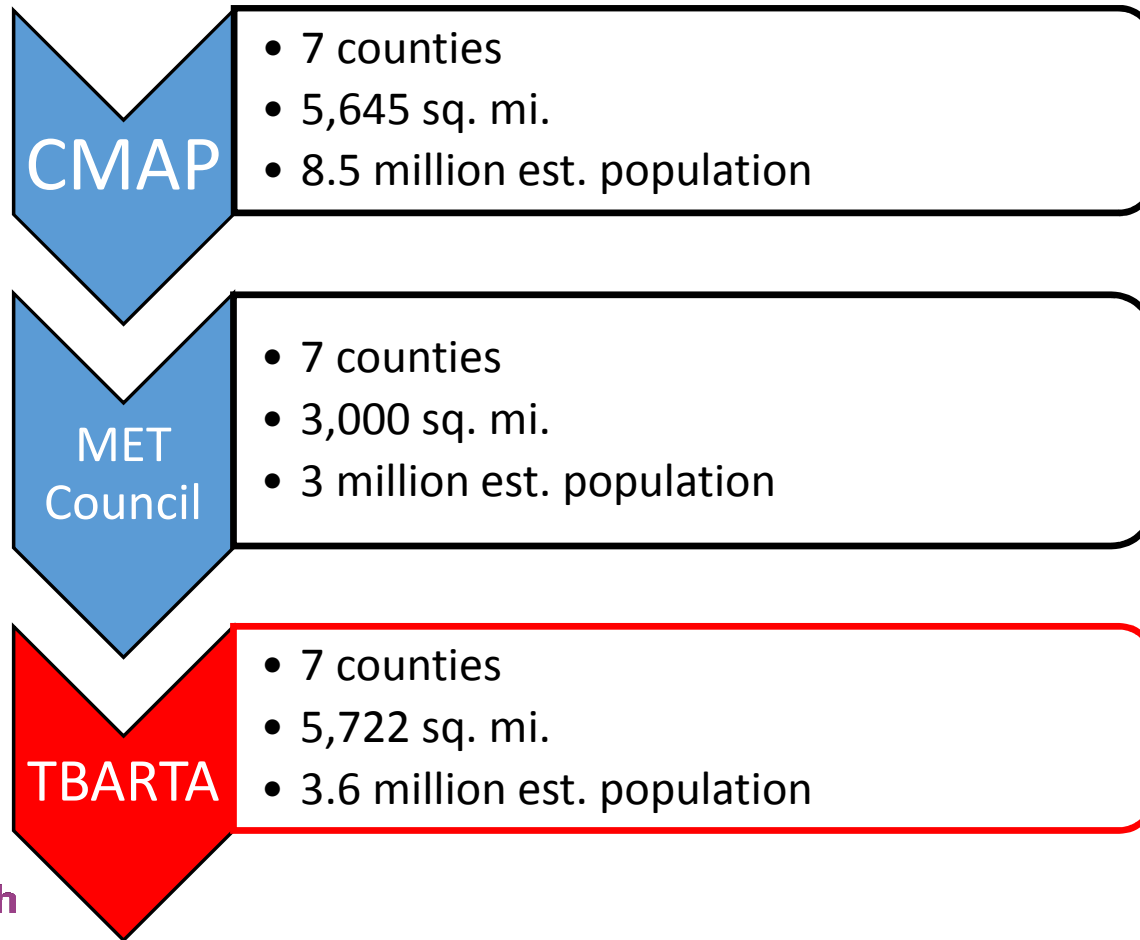 CMAP
• 7 counties
• 5,645 sq. mi.
• 8.5 million est. population
MET
Council
• 7 counties
• 3,000 sq. mi.
• 3 million est. population
TBARTA
• 7 counties
• 5,722 sq. mi.
• 3.6 million est. population